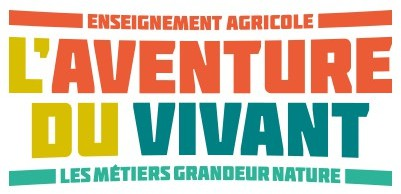 ENSEIGNEMENT AGRICOLE
L'AVENTURE
DU VIVANT
LES MÉTIERS GRANDEUR NATURE